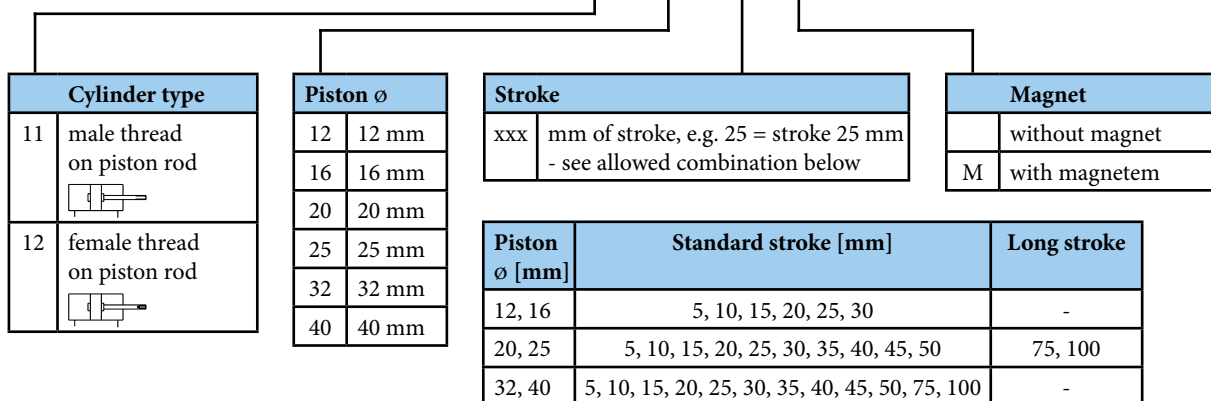 Cylinder type
11 male thread
on piston rod
12 female thread
on piston rod
Piston ø
12 12 mm
16 16 mm
20 20 mm
25 25 mm
32 32 mm
40 40 mm
Stroke
xxx mm of stroke, e.g. 25 = stroke 25 mm
- see allowed combination below
Magnet
without magnet
M with magnetem
Piston Standard stroke [mm] Long stroke
ø [mm]
12, 16 5, 10, 15, 20, 25, 30 -
20, 25 5, 10, 15, 20, 25, 30, 35, 40, 45, 50 75, 100
32, 40 5, 10, 15, 20, 25, 30, 35, 40, 45, 50, 75, 100 -